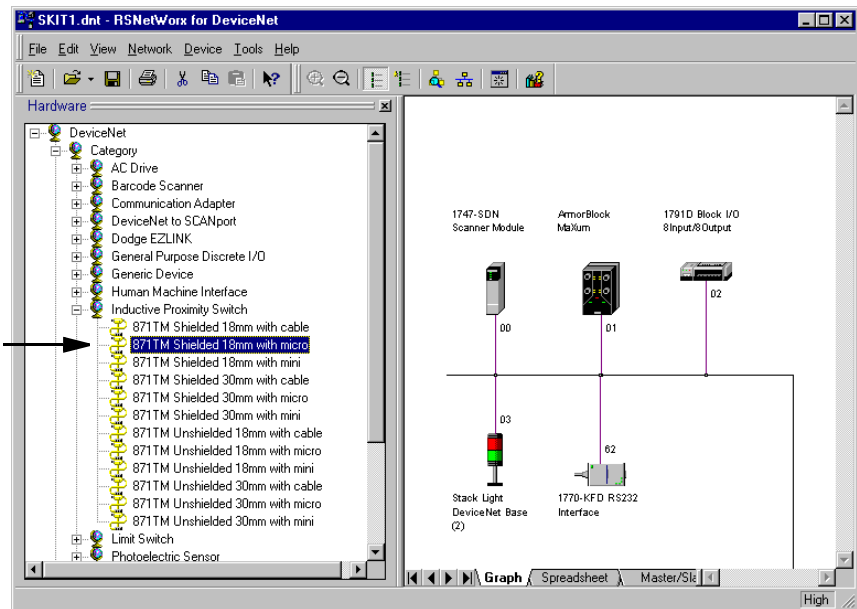 SKIT1.dnt - RSNetWorx for DeviceNet
File Edit View Network Device Tools Help
Hardware
DeviceNet
Category
AC Drive
Barcode Scanner
Communication Adapter
DeviceNet to SCANport
Dodge EZLINK
General Purpose Discrete I/O
Generic Device
Human Machine Interface
Inductive Proximity Switch
871TM Shielded 18mm with cable
871TM Shielded 18mm with micro
871TM Shielded 18mm with mini
871TM Shielded 30mm with cable
871TM Shielded 30mm with micro
871TM Shielded 30mm with mini
871TM Unshielded 18mm with cable
871TM Unshielded 18mm with micro
871TM Unshielded 18mm with mini
871TM Unshielded 30mm with cable
871TM Unshielded 30mm with micro
871TM Unshielded 30mm with mini
Limit Switch
Photoelectric Sensor
1747-SDN
Scanner Module
ArmorBlock
MaXum
1791D Block I/O
8Input/8Output
00
01
02
03
62
Stack Light
DeviceNet Base
(2)
1770-KFD RS232
Interface
Graph Spreadsheet Master/Sla
High